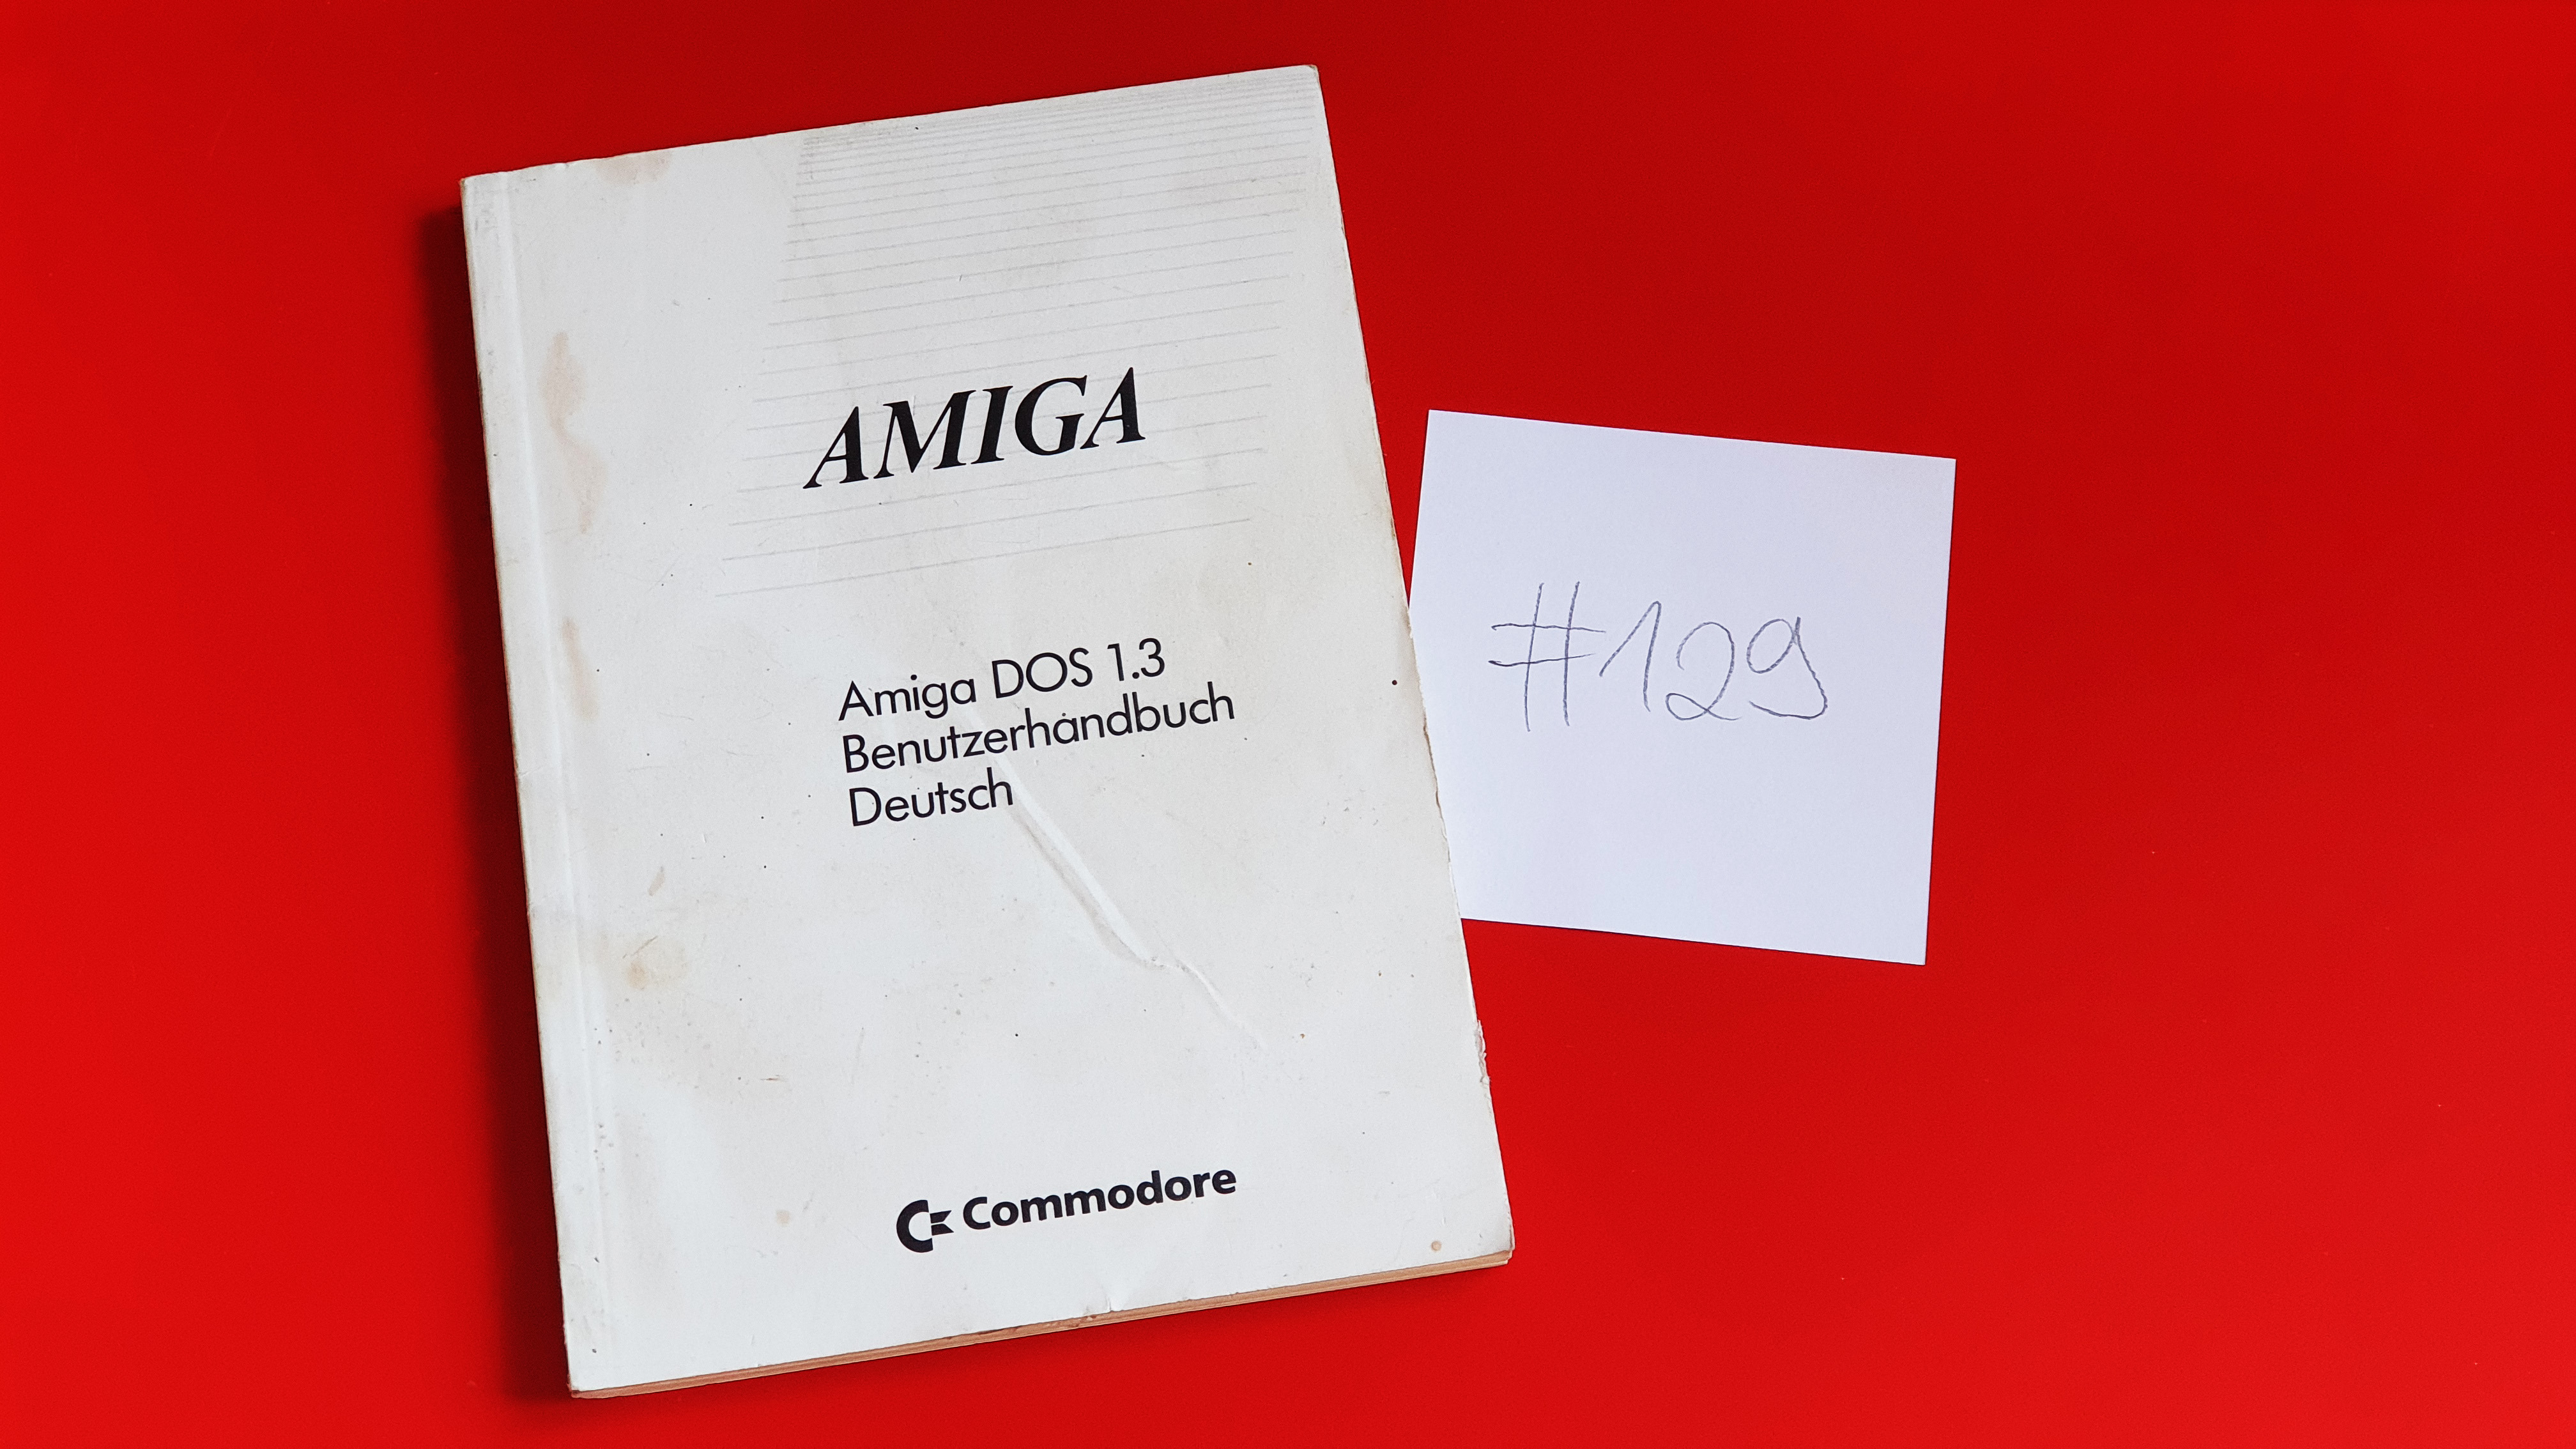 AMIGA
Amiga DOS 1.3
Benutzerhandbuch
Deutsch
Commodore
#129